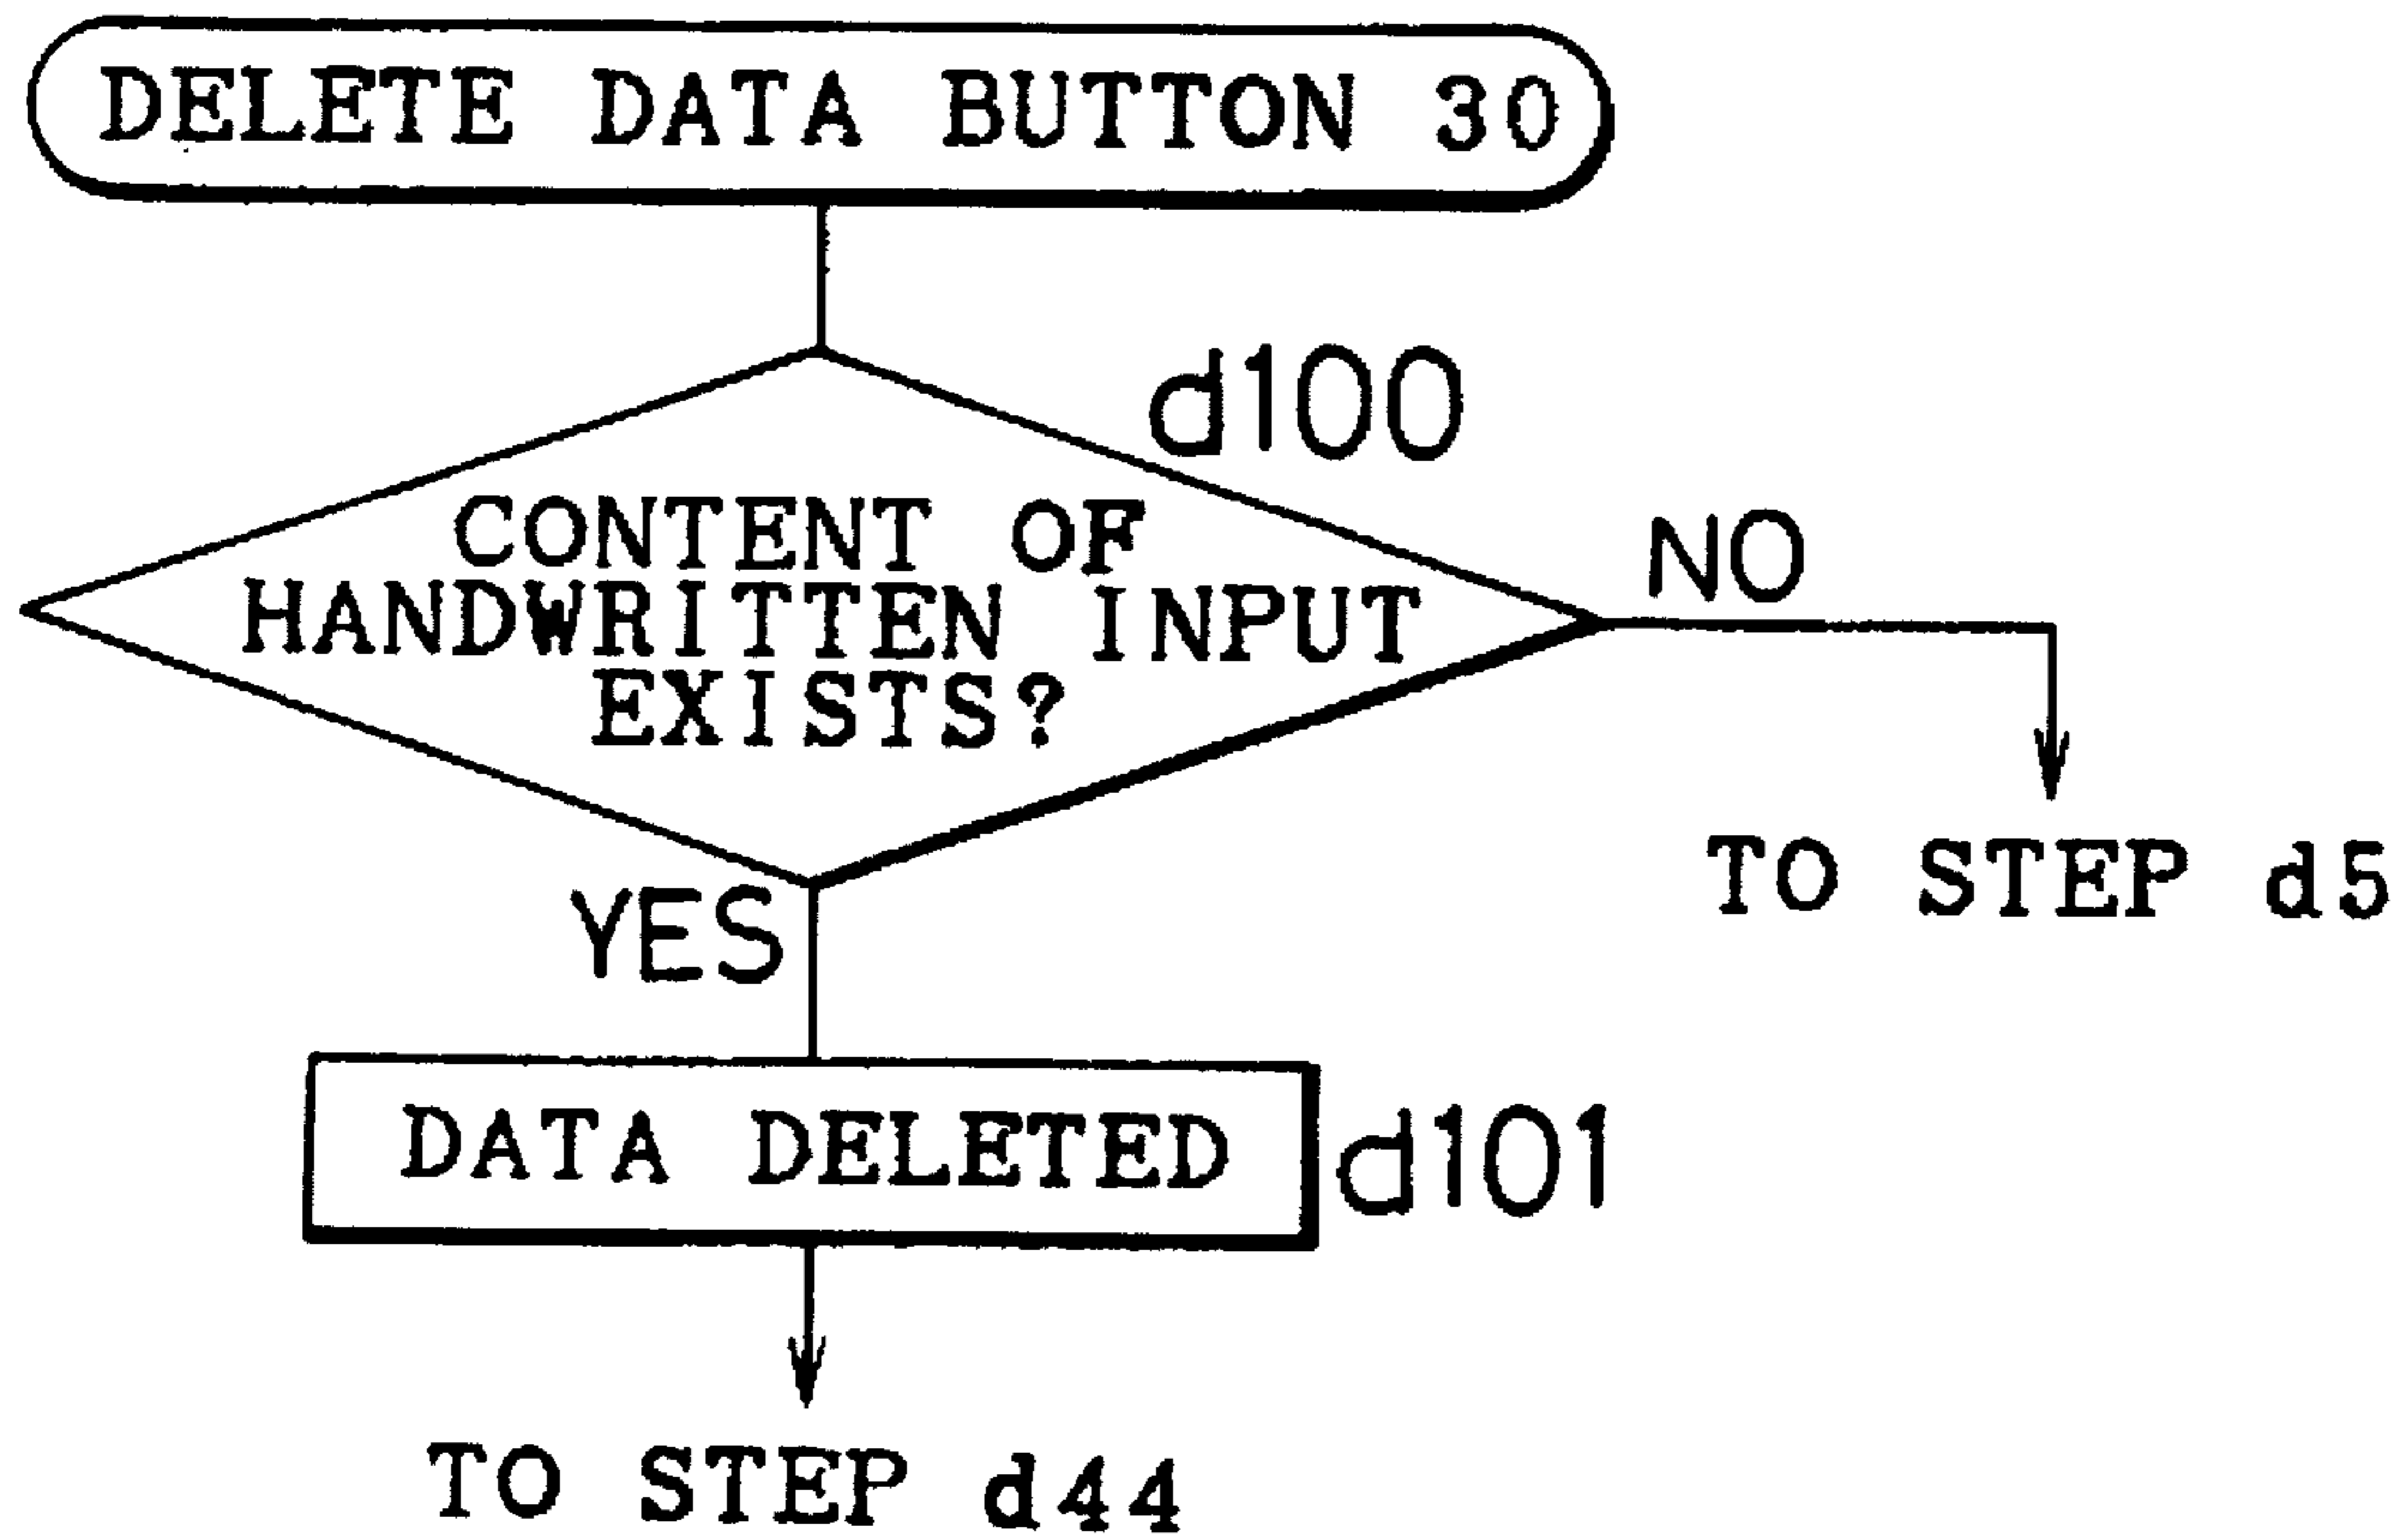 DELETE DATA BUTTON 30
d100
CONTENT OF
HANDWRITTEN INPUT
EXISTS?
NO
TO STEP d5
YES
DATA DELETED
d101
TO STEP d44